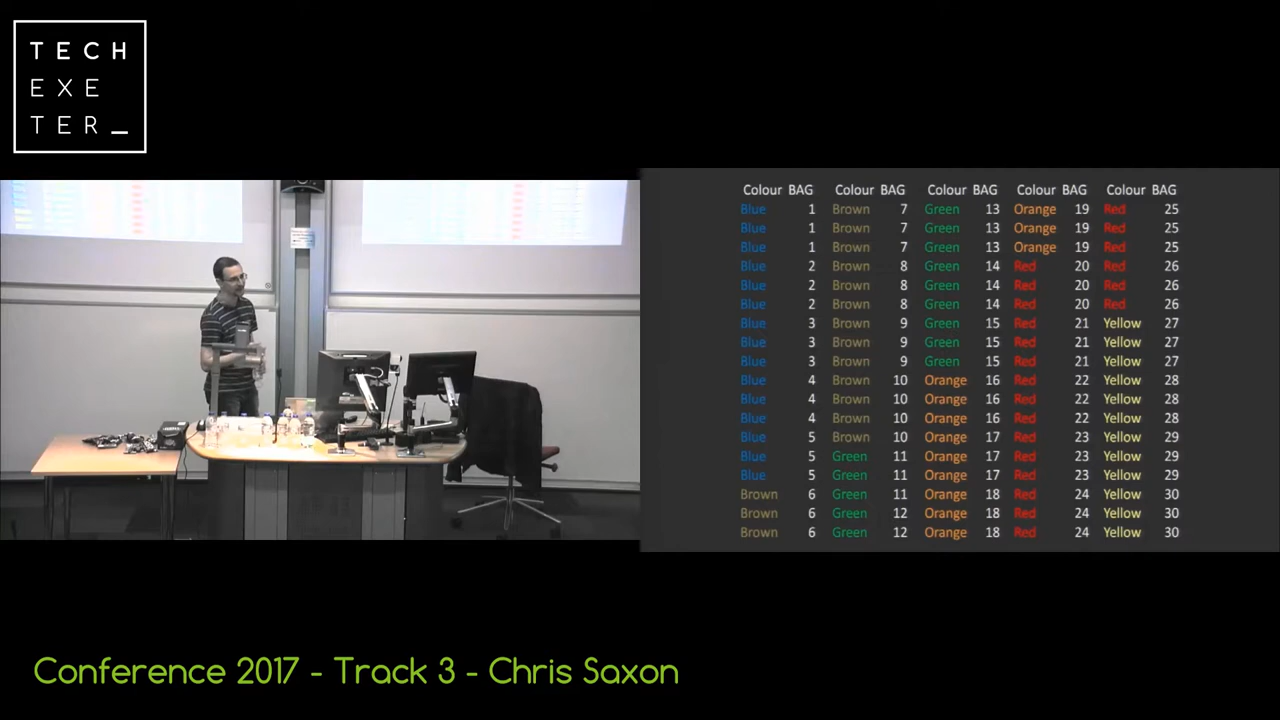 TECH
EXE
TER_
Colour BAG Colour BAG Colour BAG Colour BAG Colour BAG
Blue 1 Brown 7 Green 13 Orange 19 Red 25
Blue 1 Brown 7 Green 13 Orange 19 Red 25
Blue 1 Brown 7 Green 13 Orange 19 Red 25
Blue 2 Brown 8 Green 14 Red 20 Red 26
Blue 2 Brown 8 Green 14 Red 20 Red 26
Blue 2 Brown 8 Green 14 Red 20 Red 26
Blue 3 Brown 9 Green 15 Red 21 Yellow 27
Blue 3 Brown 9 Green 15 Red 21 Yellow 27
Blue 3 Brown 9 Green 15 Red 21 Yellow 27
Blue 4 Brown 10 Orange 16 Red 22 Yellow 28
Blue 4 Brown 10 Orange 16 Red 22 Yellow 28
Blue 4 Brown 10 Orange 16 Red 22 Yellow 28
Blue 5 Brown 10 Orange 17 Red 23 Yellow 29
Blue 5 Green 11 Orange 17 Red 23 Yellow 29
Blue 5 Green 11 Orange 17 Red 23 Yellow 29
Brown 6 Green 11 Orange 18 Red 24 Yellow 30
Brown 6 Green 12 Orange 18 Red 24 Yellow 30
Brown 6 Green 12 Orange 18 Red 24 Yellow 30
Conference 2017 - Track 3 - Chris Saxon